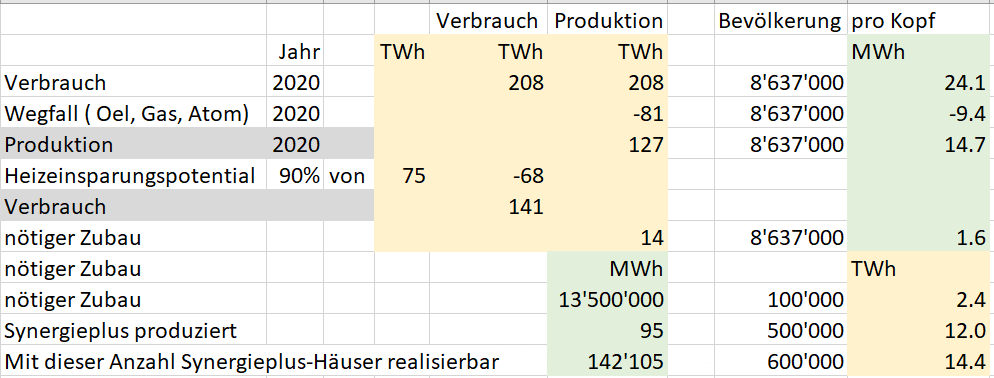 Verbrauch Produktion Bevölkerung pro Kopf
Jahr TWh TWh TWh MWh
Verbrauch 2020 208 208 8'637'000 24.1
Wegfall ( Oel, Gas, Atom) 2020 -81 8'637'000 -9.4
Produktion 2020 127 8'637'000 14.7
Heizeinsparungspotential 90% von 75 -68
Verbrauch 141
nötiger Zubau 14 8'637'000 1.6
nötiger Zubau MWh TWh
nötiger Zubau 13'500'000 100'000 2.4
Synergieplus produziert 95 500'000 12.0
Mit dieser Anzahl Synergieplus-Häuser realisierbar 142'105 600'000 14.4